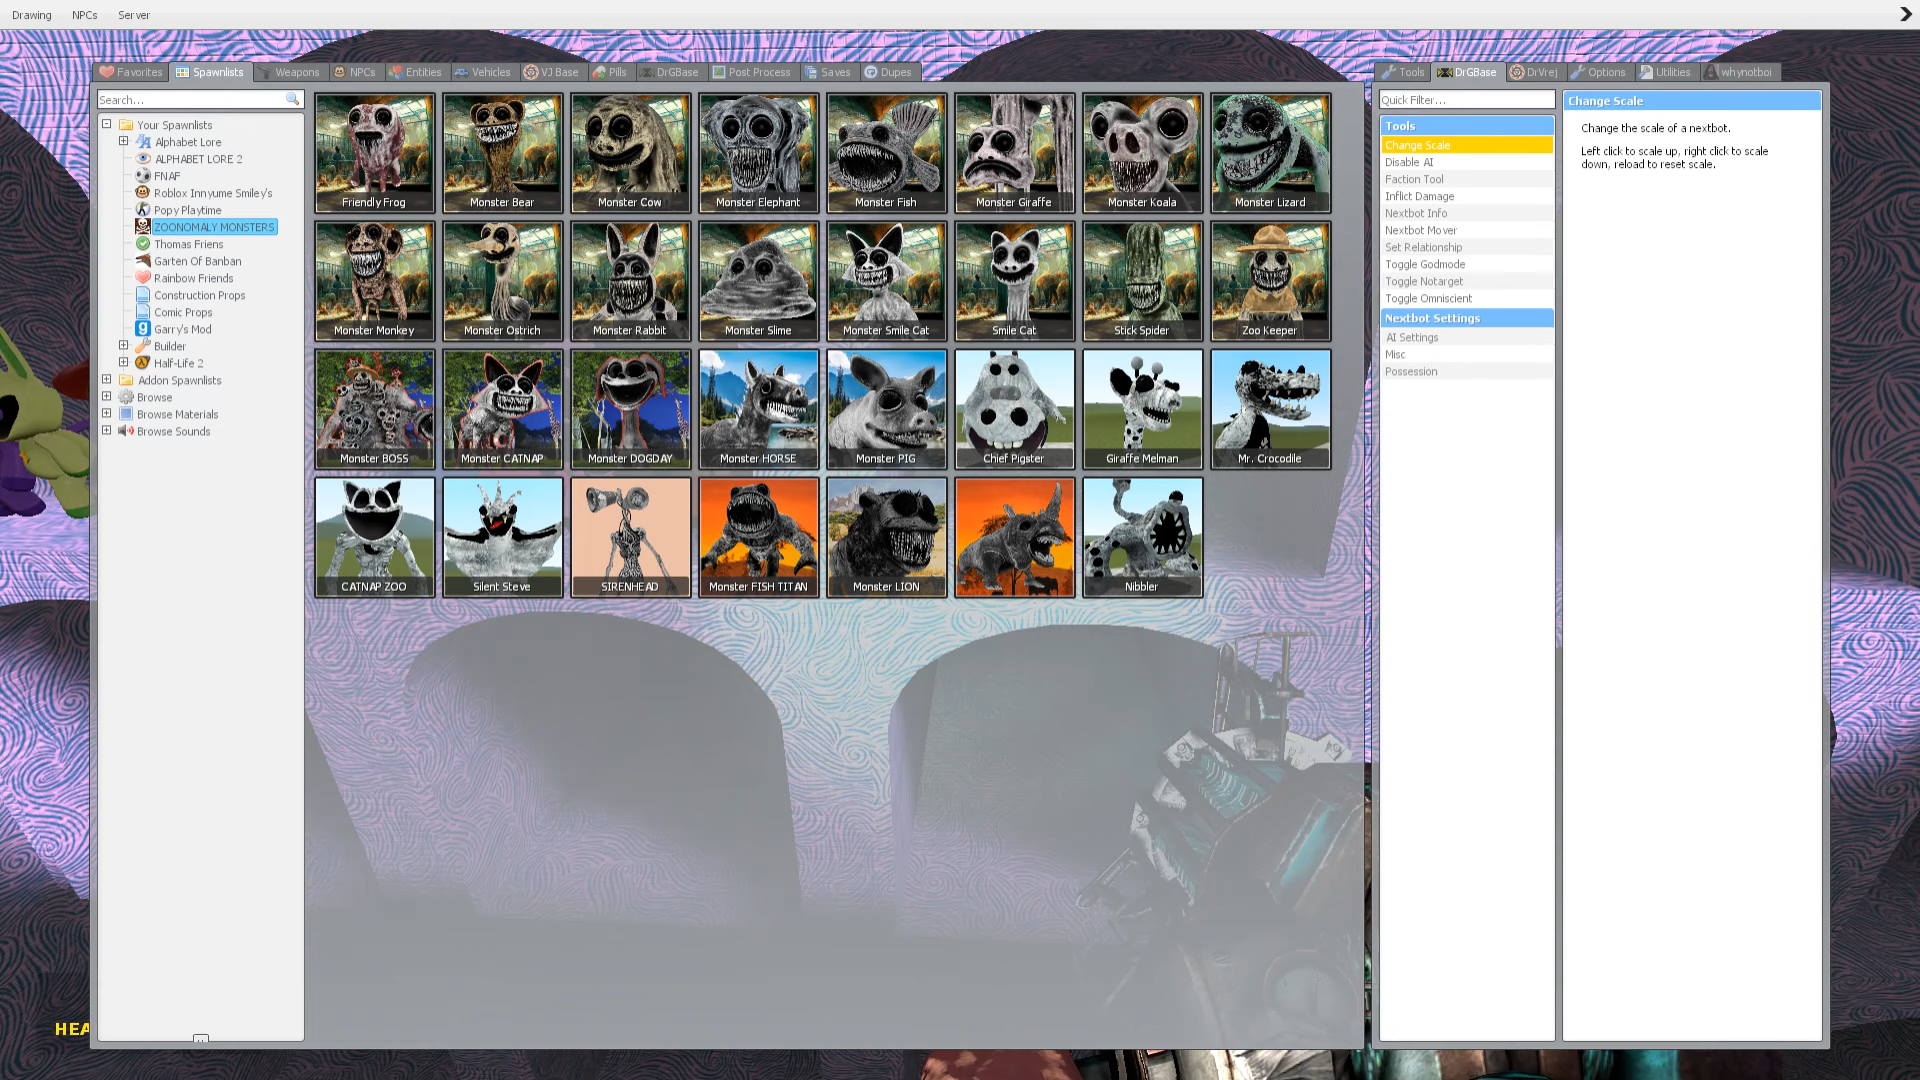 Drawing NPCs Server
Favorites Spawnlists Weapons NPCs Entities Vehicles VJ Base Pills DrGBase Post Process Saves Dupes
Search...
Your Spawnlists
Alphabet Lore
ALPHABET LORE 2
FNAF
Roblox Innyume Smiley's
Popy Playtime
ZOONOMALY MONSTERS
Thomas Friens
Garten Of Banban
Rainbow Friends
Construction Props
Comic Props
Garry's Mod
Builder
Half-Life 2
Addon Spawnlists
Browse
Browse Materials
Browse Sounds
Friendly Frog Monster Bear Monster Cow Monster Elephant Monster Fish Monster Giraffe Monster Koala Monster Lizard
Monster Monkey Monster Ostrich Monster Rabbit Monster Slime Monster Smile Cat Smile Cat Stick Spider Zoo Keeper
Monster BOSS Monster CATNAP Monster DOGDAY Monster HORSE Monster PIG Chief Pigster Giraffe Melman Mr. Crocodile
CATNAP ZOO Silent Steve SIRENHEAD Monster FISH TITAN Monster LION Nibbler
HEA
Tools DrGBase DrVrej Options Utilities whynotboi
Quick Filter...
Tools
Change Scale
Disable AI
Faction Tool
Inflict Damage
Nextbot Info
Nextbot Mover
Set Relationship
Toggle Godmode
Toggle Notarget
Toggle Omniscient
Nextbot Settings
AI Settings
Misc
Possession
Change Scale
Change the scale of a nextbot.
Left click to scale up, right click to scale
down, reload to reset scale.